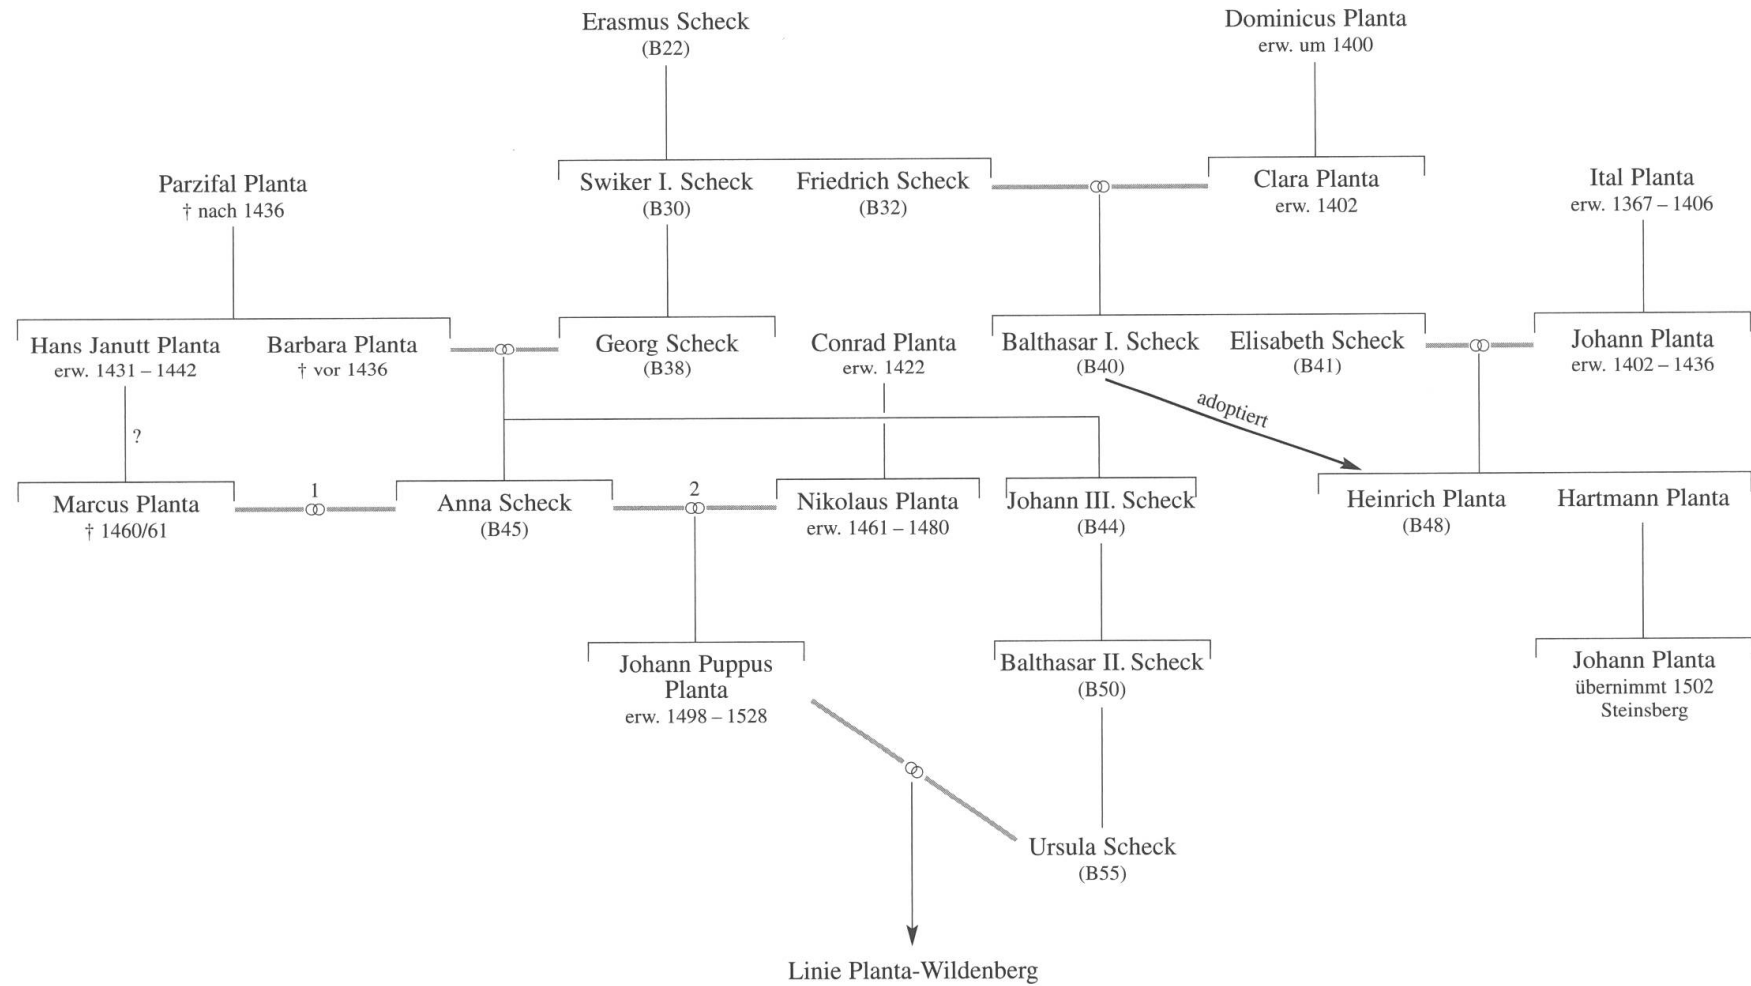 Erasmus Scheck
(B22)
Dominicus Planta
erw. um 1400
Parzifal Planta
† nach 1436
Swiker I. Scheck
(B30)
Friedrich Scheck
(B32)
Clara Planta
erw. 1402
Ital Planta
erw. 1367 – 1406
Hans Janutt Planta
erw. 1431 – 1442
Barbara Planta
† vor 1436
Georg Scheck
(B38)
Conrad Planta
erw. 1422
Balthasar I. Scheck
(B40)
Elisabeth Scheck
(B41)
Johann Planta
erw. 1402 – 1436
adoptiert
?
Marcus Planta
† 1460/61
1
Anna Scheck
(B45)
2
Nikolaus Planta
erw. 1461 – 1480
Johann III. Scheck
(B44)
Heinrich Planta
(B48)
Hartmann Planta
Johann Puppus
Planta
erw. 1498 – 1528
Balthasar II. Scheck
(B50)
Johann Planta
übernimmt 1502
Steinsberg
Ursula Scheck
(B55)
Linie Planta-Wildenberg